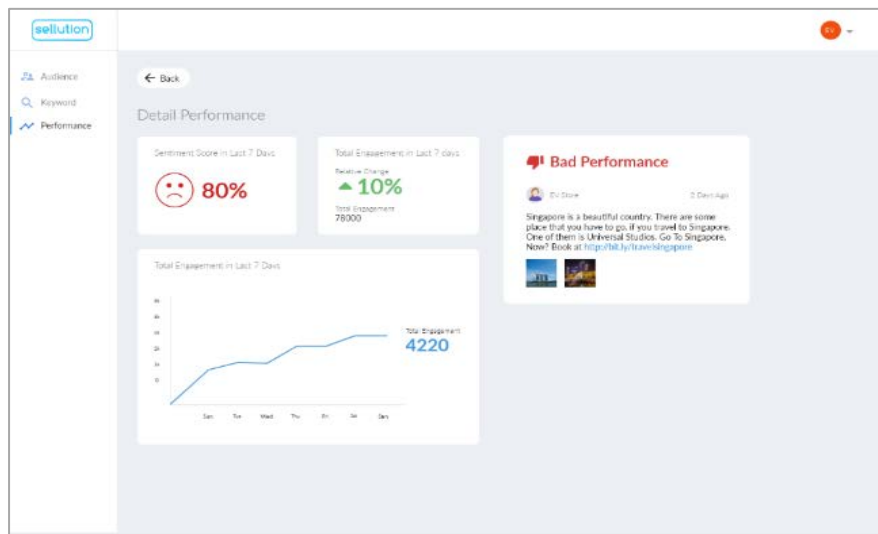 sellution
EV
Audience
Keyword
Performance
Back
Detail Performance
Sentiment Score in Last 7 Days
80%
Total Engagement in Last 7 days
Relative Change
10%
Total Engagement
78000
Bad Performance
EV Store
2 Days Ago
Singapore is a beautiful country. There are some
place that you have to go, if you travel to Singapore.
One of them is Universal Studios. Go To Singapore,
Now? Book at http://bit.ly/travelsingapore
Total Engagement in Last 7 Days
Total Engagement
4220
Tue
Wed
Thu
Fri